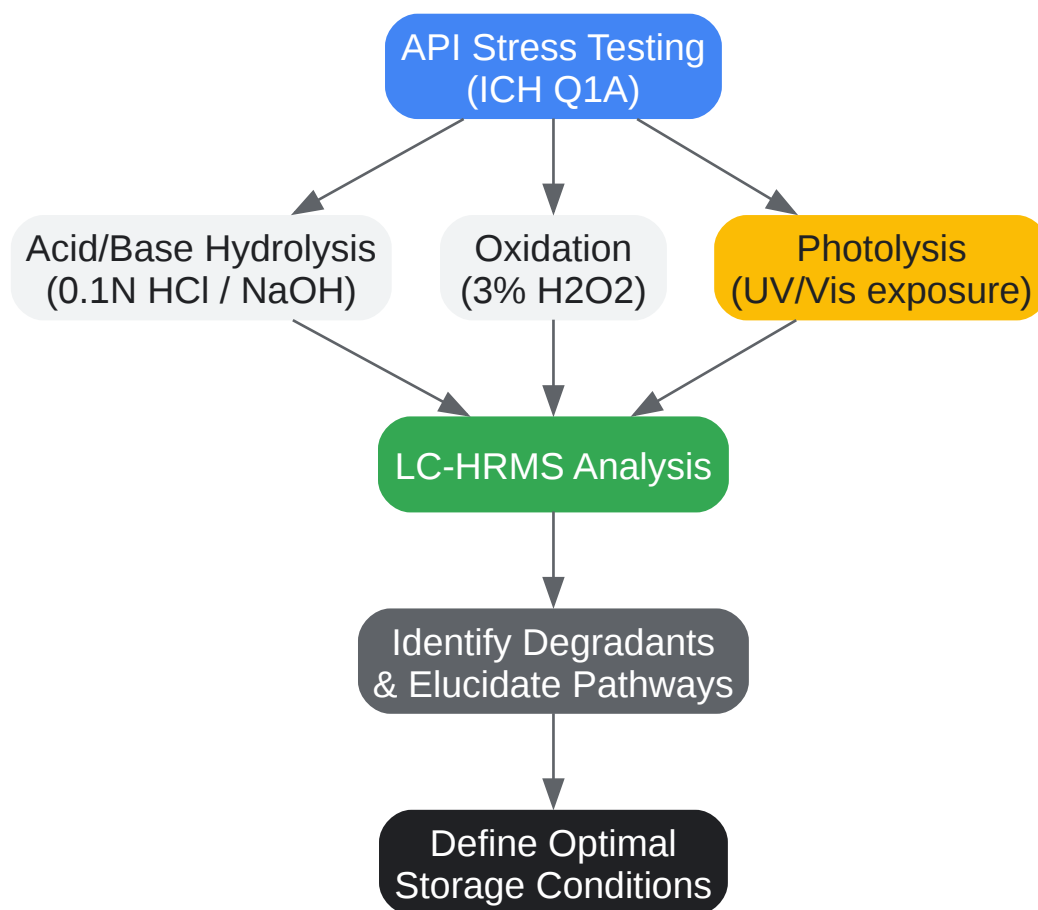 API Stress Testing
(ICH Q1A)
Acid/Base Hydrolysis
(0.1N HCl / NaOH)
Oxidation
(3% H2O2)
Photolysis
(UV/Vis exposure)
LC-HRMS Analysis
Identify Degradants
& Elucidate Pathways
Define Optimal
Storage Conditions